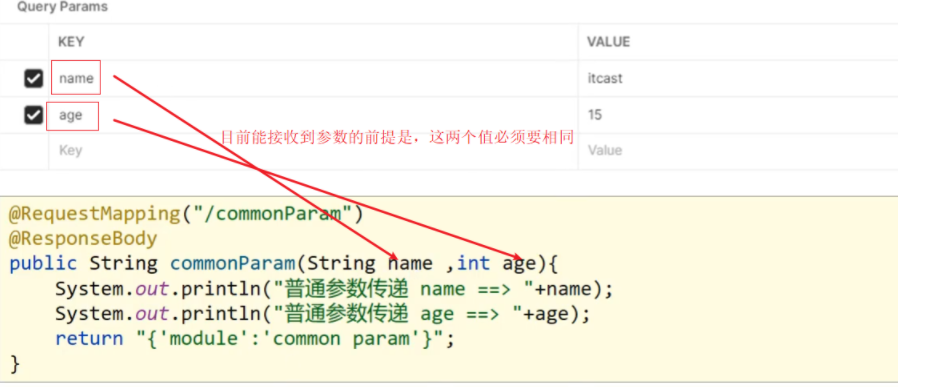 Query Params
KEY VALUE
name itcast
age 15
目前能接收到参数的前提是，这两个值必须要相同
Key Value
@RequestMapping("/commonParam")
@ResponseBody
public String commonParam(String name ,int age){
    System.out.println("普通参数传递 name ==> "+name);
    System.out.println("普通参数传递 age ==> "+age);
    return "{'module':'common param'}";
}